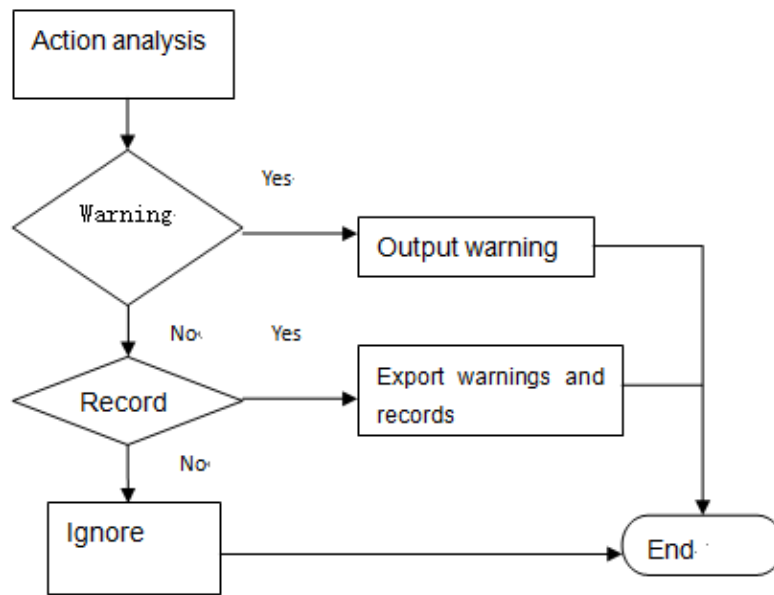 Action analysis
Yes
Warning
Output warning
No
Yes
Export warnings and
records
Record
No
Ignore
End